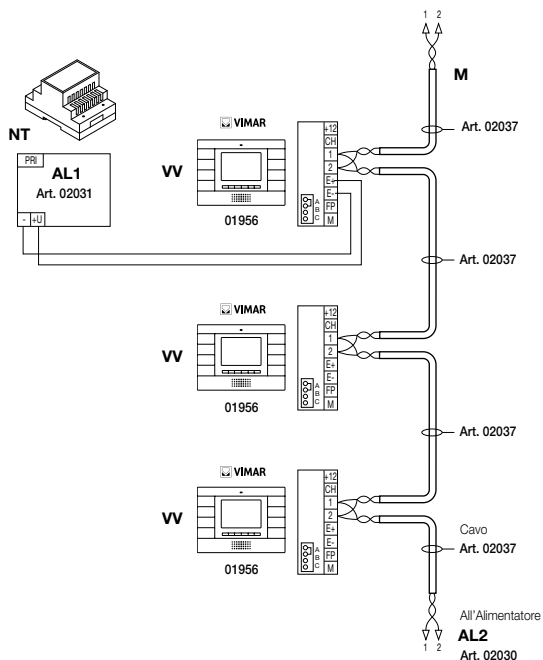 1 2
M
Art. 02037
NT
PRI
AL1
Art. 02031
- +U
VIMAR
VV
01956
+12
CH
1
2
E+
E-
FP
M
A
B
C
Art. 02037
VIMAR
VV
01956
+12
CH
1
2
E+
E-
FP
M
A
B
C
Art. 02037
VIMAR
VV
01956
+12
CH
1
2
E+
E-
FP
M
A
B
C
Cavo
Art. 02037
All'Alimentatore
1 2
AL2
Art. 02030